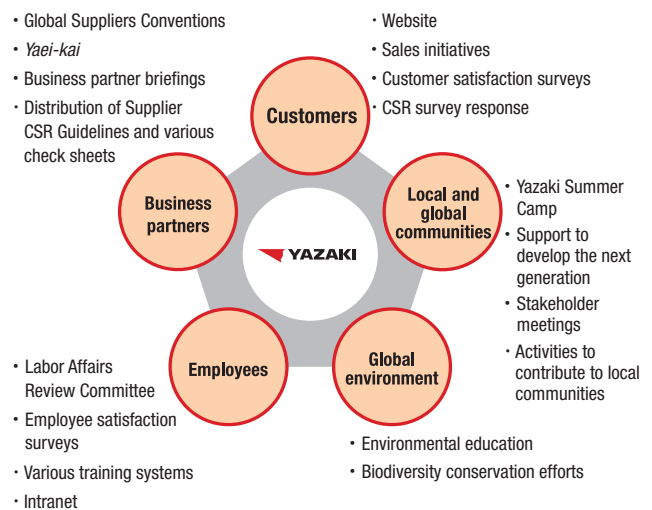 • Global Suppliers Conventions
• Yaei-kai
• Business partner briefings
• Distribution of Supplier
CSR Guidelines and various
check sheets
• Website
• Sales initiatives
• Customer satisfaction surveys
• CSR survey response
Customers
Business
partners
Local and
global
communities
• Yazaki Summer
Camp
• Support to
develop the next
generation
• Stakeholder
meetings
• Activities to
contribute to local
communities
YAZAKI
Employees
Global
environment
• Labor Affairs
Review Committee
• Employee satisfaction
surveys
• Various training systems
• Intranet
• Environmental education
• Biodiversity conservation efforts